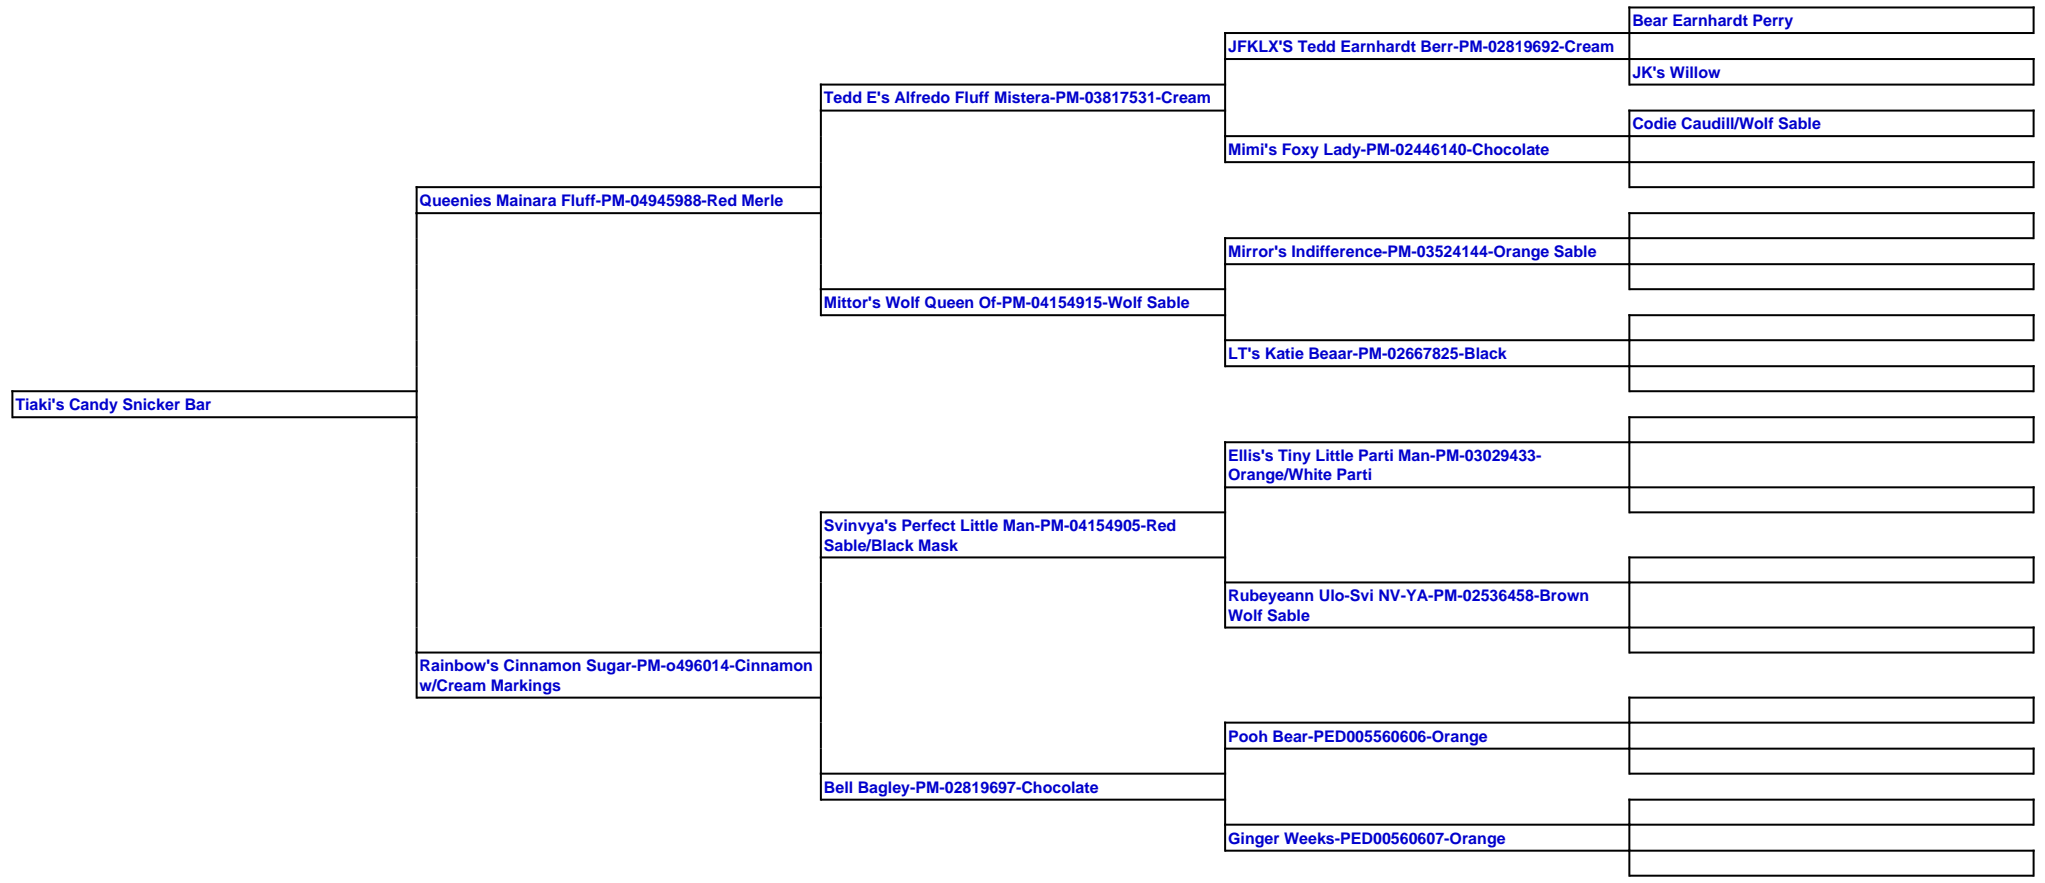 Bear Earnhardt Perry
JFKLX'S Tedd Earnhardt Berr-PM-02819692-Cream
JK's Willow
Tedd E's Alfredo Fluff Mistera-PM-03817531-Cream
Codie Caudill/Wolf Sable
Mimi's Foxy Lady-PM-02446140-Chocolate
Queenies Mainara Fluff-PM-04945988-Red Merle
Mirror's Indifference-PM-03524144-Orange Sable
Mittor's Wolf Queen Of-PM-04154915-Wolf Sable
LT's Katie Beaar-PM-02667825-Black
Tiaki's Candy Snicker Bar
Ellis's Tiny Little Parti Man-PM-03029433-
Orange/White Parti
Svinvya's Perfect Little Man-PM-04154905-Red
Sable/Black Mask
Rubeyeann Ulo-Svi NV-YA-PM-02536458-Brown
Wolf Sable
Rainbow's Cinnamon Sugar-PM-o496014-Cinnamon
w/Cream Markings
Pooh Bear-PED005560606-Orange
Bell Bagley-PM-02819697-Chocolate
Ginger Weeks-PED00560607-Orange